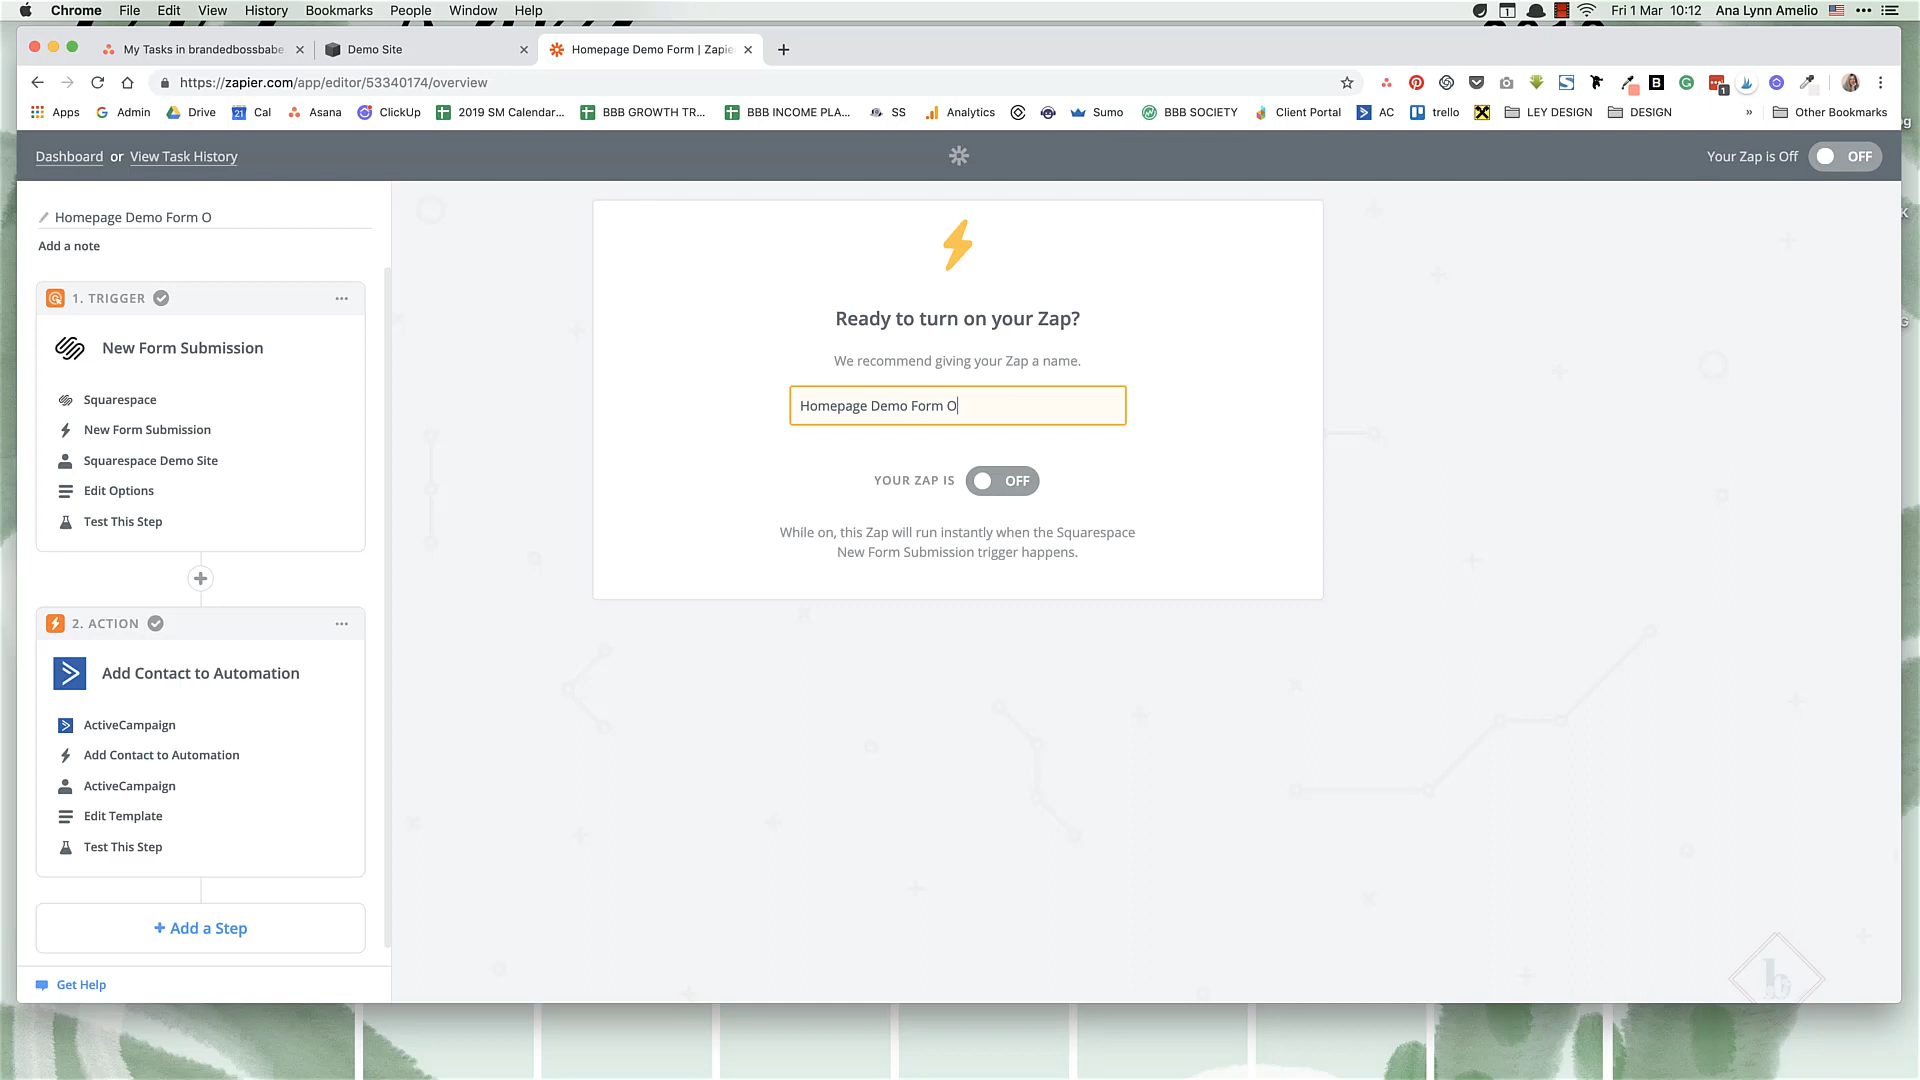 Chrome File Edit View History Bookmarks People Window Help
Fri 1 Mar 10:12 Ana Lynn Amelio
My Tasks in brandedbossbabe
Demo Site
Homepage Demo Form | Zapie
https://zapier.com/app/editor/53340174/overview
Apps Admin Drive Cal Asana ClickUp 2019 SM Calendar... BBB GROWTH TR... BBB INCOME PLA... SS Analytics Sumo BBB SOCIETY Client Portal AC trello LEY DESIGN DESIGN » Other Bookmarks
Dashboard or View Task History
Your Zap is Off OFF
Homepage Demo Form O
Add a note
1. TRIGGER
New Form Submission
Squarespace
New Form Submission
Squarespace Demo Site
Edit Options
Test This Step
2. ACTION
Add Contact to Automation
ActiveCampaign
Add Contact to Automation
ActiveCampaign
Edit Template
Test This Step
+ Add a Step
Get Help
Ready to turn on your Zap?
We recommend giving your Zap a name.
Homepage Demo Form O
YOUR ZAP IS OFF
While on, this Zap will run instantly when the Squarespace
New Form Submission trigger happens.